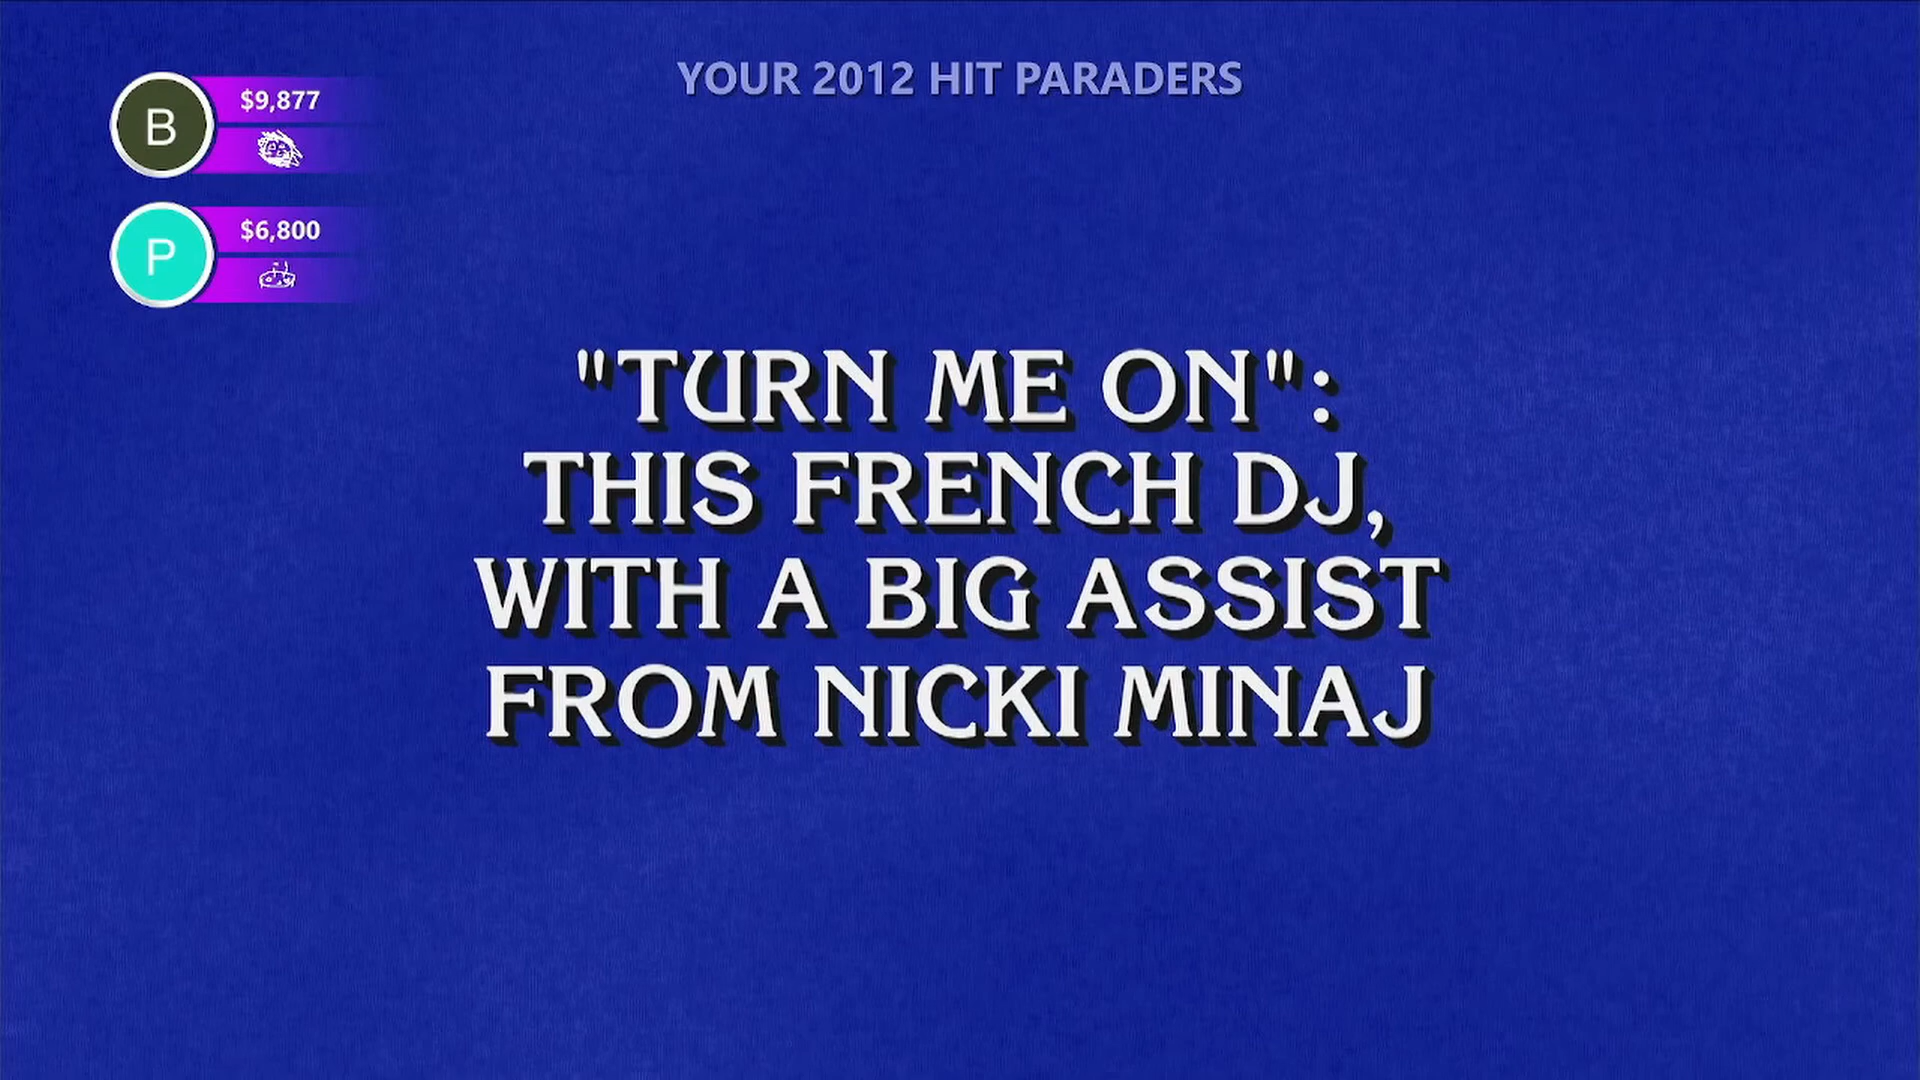 YOUR 2012 HIT PARADERS
B
$9,877
P
$6,800
"TURN ME ON":
THIS FRENCH DJ,
WITH A BIG ASSIST
FROM NICKI MINAJ